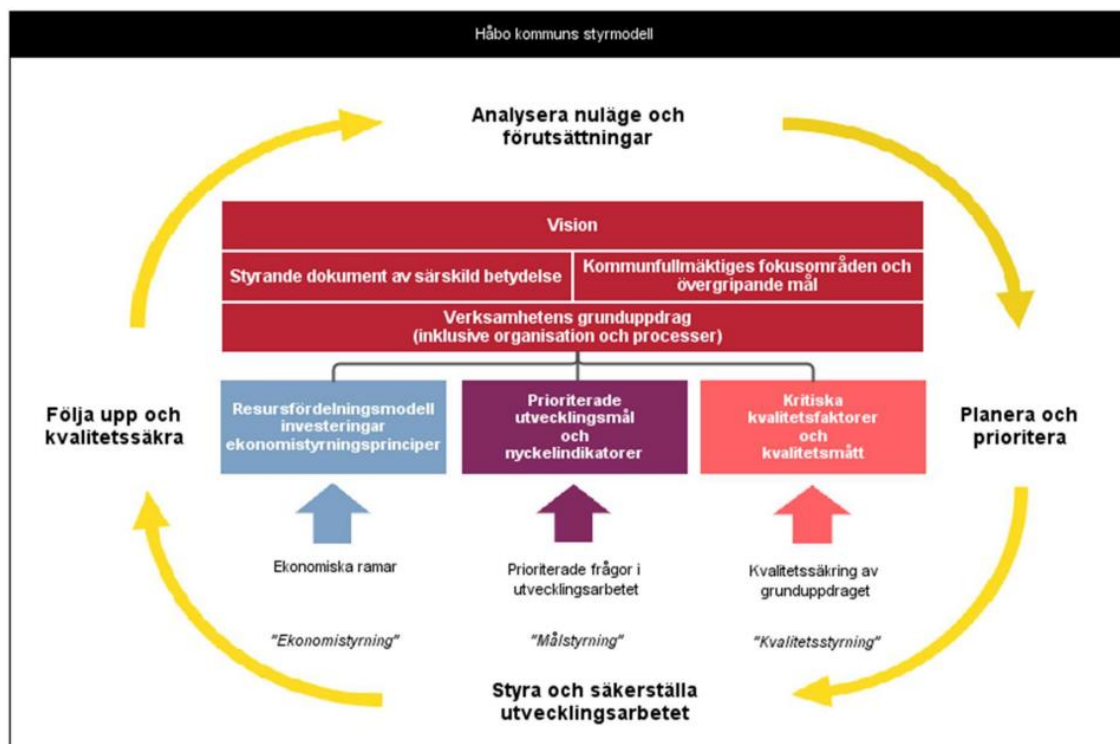 Håbo kommuns styrmodell
Analysera nuläge och
förutsättningar
Vision
Styrande dokument av särskild betydelse
Kommunfullmäktiges fokusområden och
övergripande mål
Verksamhetens grunduppdrag
(inklusive organisation och processer)
Följa upp och
kvalitetssäkra
Resursfördelningsmodell
investeringar
ekonomistyrningsprinciper
Prioriterade
utvecklingsmål
och
nyckelindikatorer
Kritiska
kvalitetsfaktorer
och
kvalitetsmått
Planera och
prioritera
Ekonomiska ramar
Prioriterade frågor i
utvecklingsarbetet
Kvalitetssäkring av
grunduppdraget
"Ekonomistyrning"
"Målstyrning"
"Kvalitetsstyrning"
Styra och säkerställa
utvecklingsarbetet